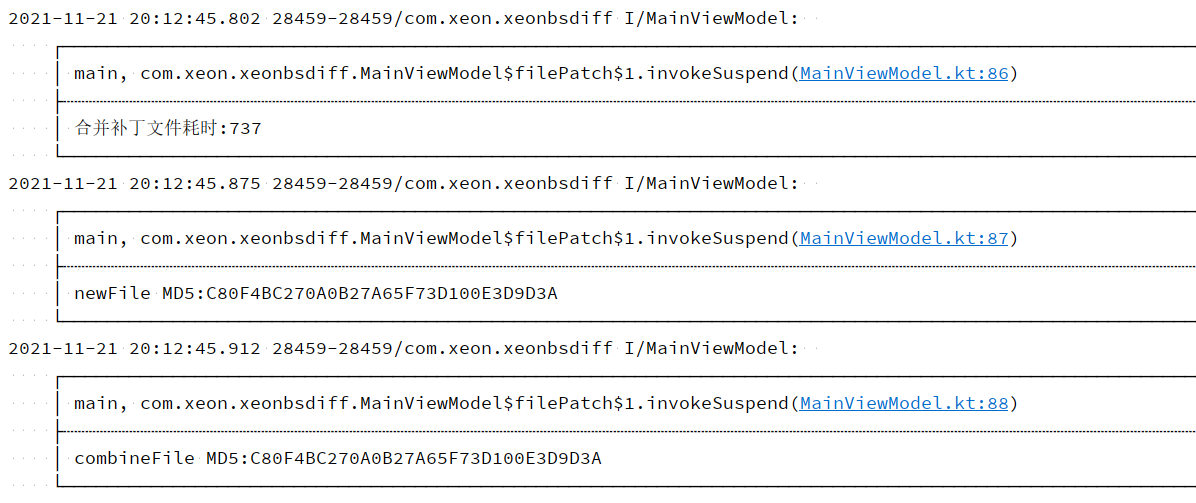 2021-11-21 20:12:45.802 28459-28459/com.xeon.xeonbsdiff I/MainViewModel:
main, com.xeon.xeonbsdiff.MainViewModel$filePatch$1.invokeSuspend(MainViewModel.kt:86)
合并补丁文件耗时:737
2021-11-21 20:12:45.875 28459-28459/com.xeon.xeonbsdiff I/MainViewModel:
main, com.xeon.xeonbsdiff.MainViewModel$filePatch$1.invokeSuspend(MainViewModel.kt:87)
newFile MD5:C80F4BC270A0B27A65F73D100E3D9D3A
2021-11-21 20:12:45.912 28459-28459/com.xeon.xeonbsdiff I/MainViewModel:
main, com.xeon.xeonbsdiff.MainViewModel$filePatch$1.invokeSuspend(MainViewModel.kt:88)
combineFile MD5:C80F4BC270A0B27A65F73D100E3D9D3A